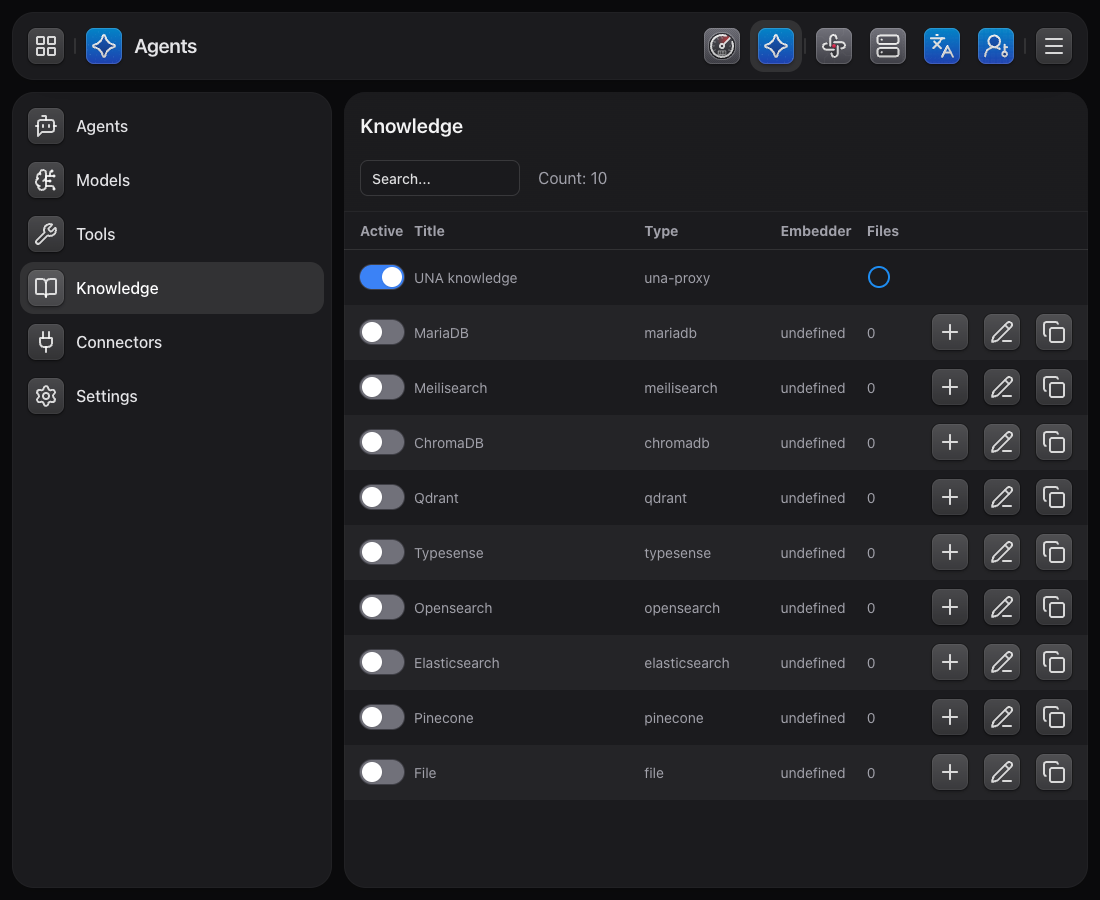 Agents
Agents
Models
Tools
Knowledge
Connectors
Settings
Knowledge
Search...
Count: 10
Active Title Type Embedder Files
UNA knowledge una-proxy
MariaDB mariadb undefined 0
Meilisearch meilisearch undefined 0
ChromaDB chromadb undefined 0
Qdrant qdrant undefined 0
Typesense typesense undefined 0
Opensearch opensearch undefined 0
Elasticsearch elasticsearch undefined 0
Pinecone pinecone undefined 0
File file undefined 0